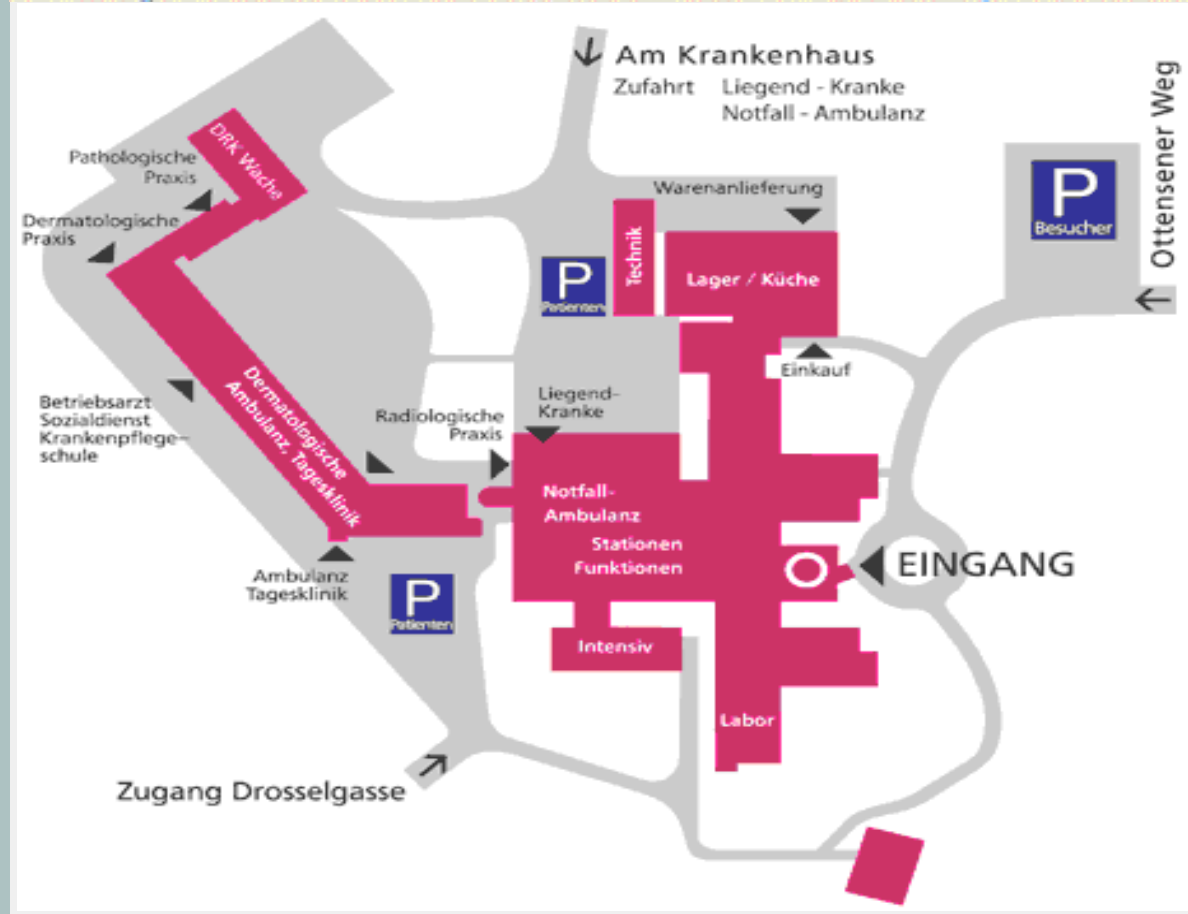 Am Krankenhaus
Zufahrt Liegend - Kranke
Notfall - Ambulanz
Ottensener Weg
P
Besucher
DRK Wache
Pathologische
Praxis
Dermatologische
Praxis
Warenanlieferung
Technik
Lager / Küche
P
Patienten
Einkauf
Liegend-
Kranke
Radiologische
Praxis
Betriebsarzt
Sozialdienst
Krankenpflege-
schule
Dermatologische
Ambulanz, Tagesklinik
Notfall-
Ambulanz
Stationen
Funktionen
EINGANG
Ambulanz
Tagesklinik
P
Patienten
Intensiv
Labor
Zugang Drosselgasse